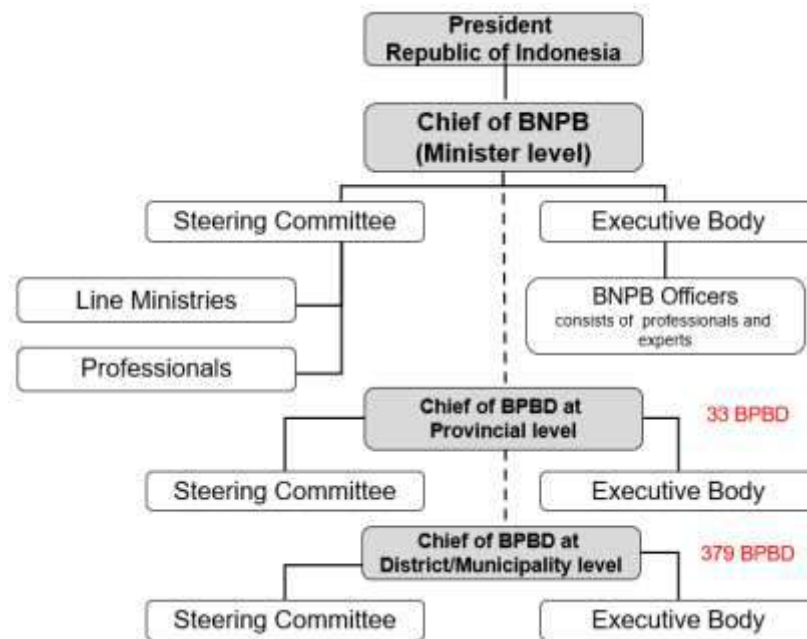 President
Republic of Indonesia
Chief of BNPB
(Minister level)
Steering Committee
Executive Body
Line Ministries
BNPB Officers
consists of professionals and
experts
Professionals
Chief of BPBD at
Provincial level
33 BPBD
Steering Committee
Executive Body
Chief of BPBD at
District/Municipality level
379 BPBD
Steering Committee
Executive Body